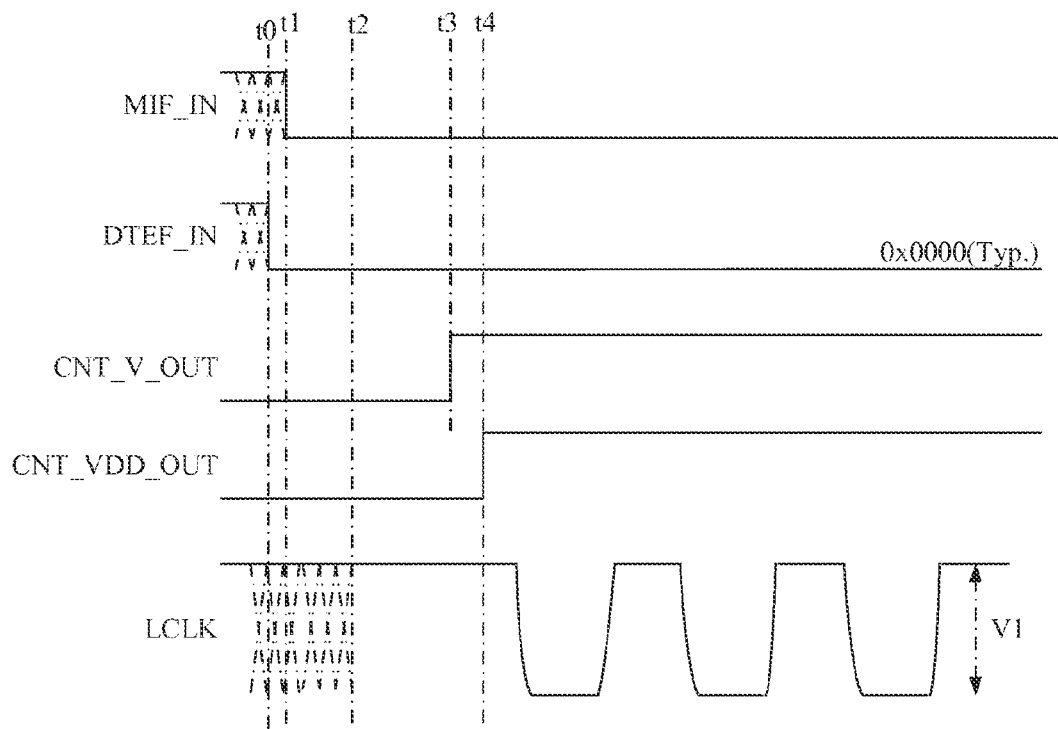 t0 t1 t2 t3 t4
MIF_IN
DTEF_IN
0x0000(Typ.)
CNT_V_OUT
CNT_VDD_OUT
LCLK
V1